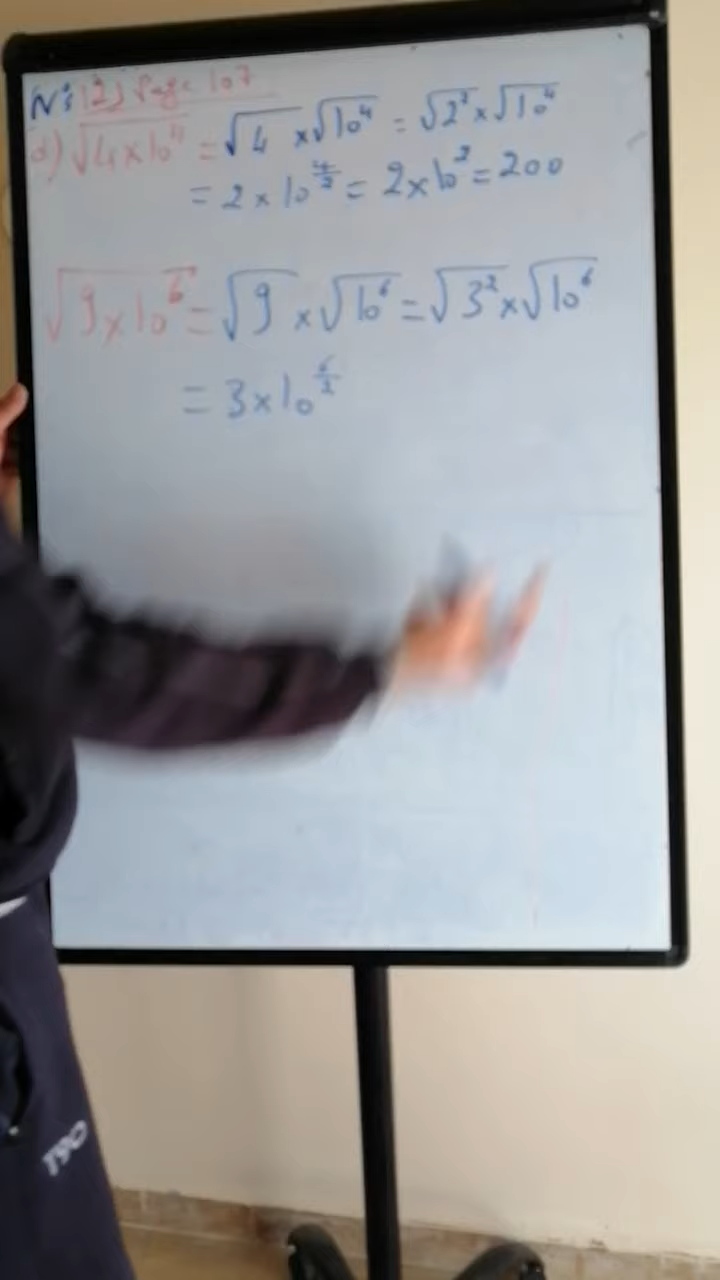 N°: 12) Page 107
d) √4×10⁴ = √4 × √10⁴ = √2² × √10⁴
= 2 × 10^(4/2) = 2 × 10² = 200
√9×10⁶ = √9 × √10⁶ = √3² × √10⁶
= 3 × 10^(6/2)